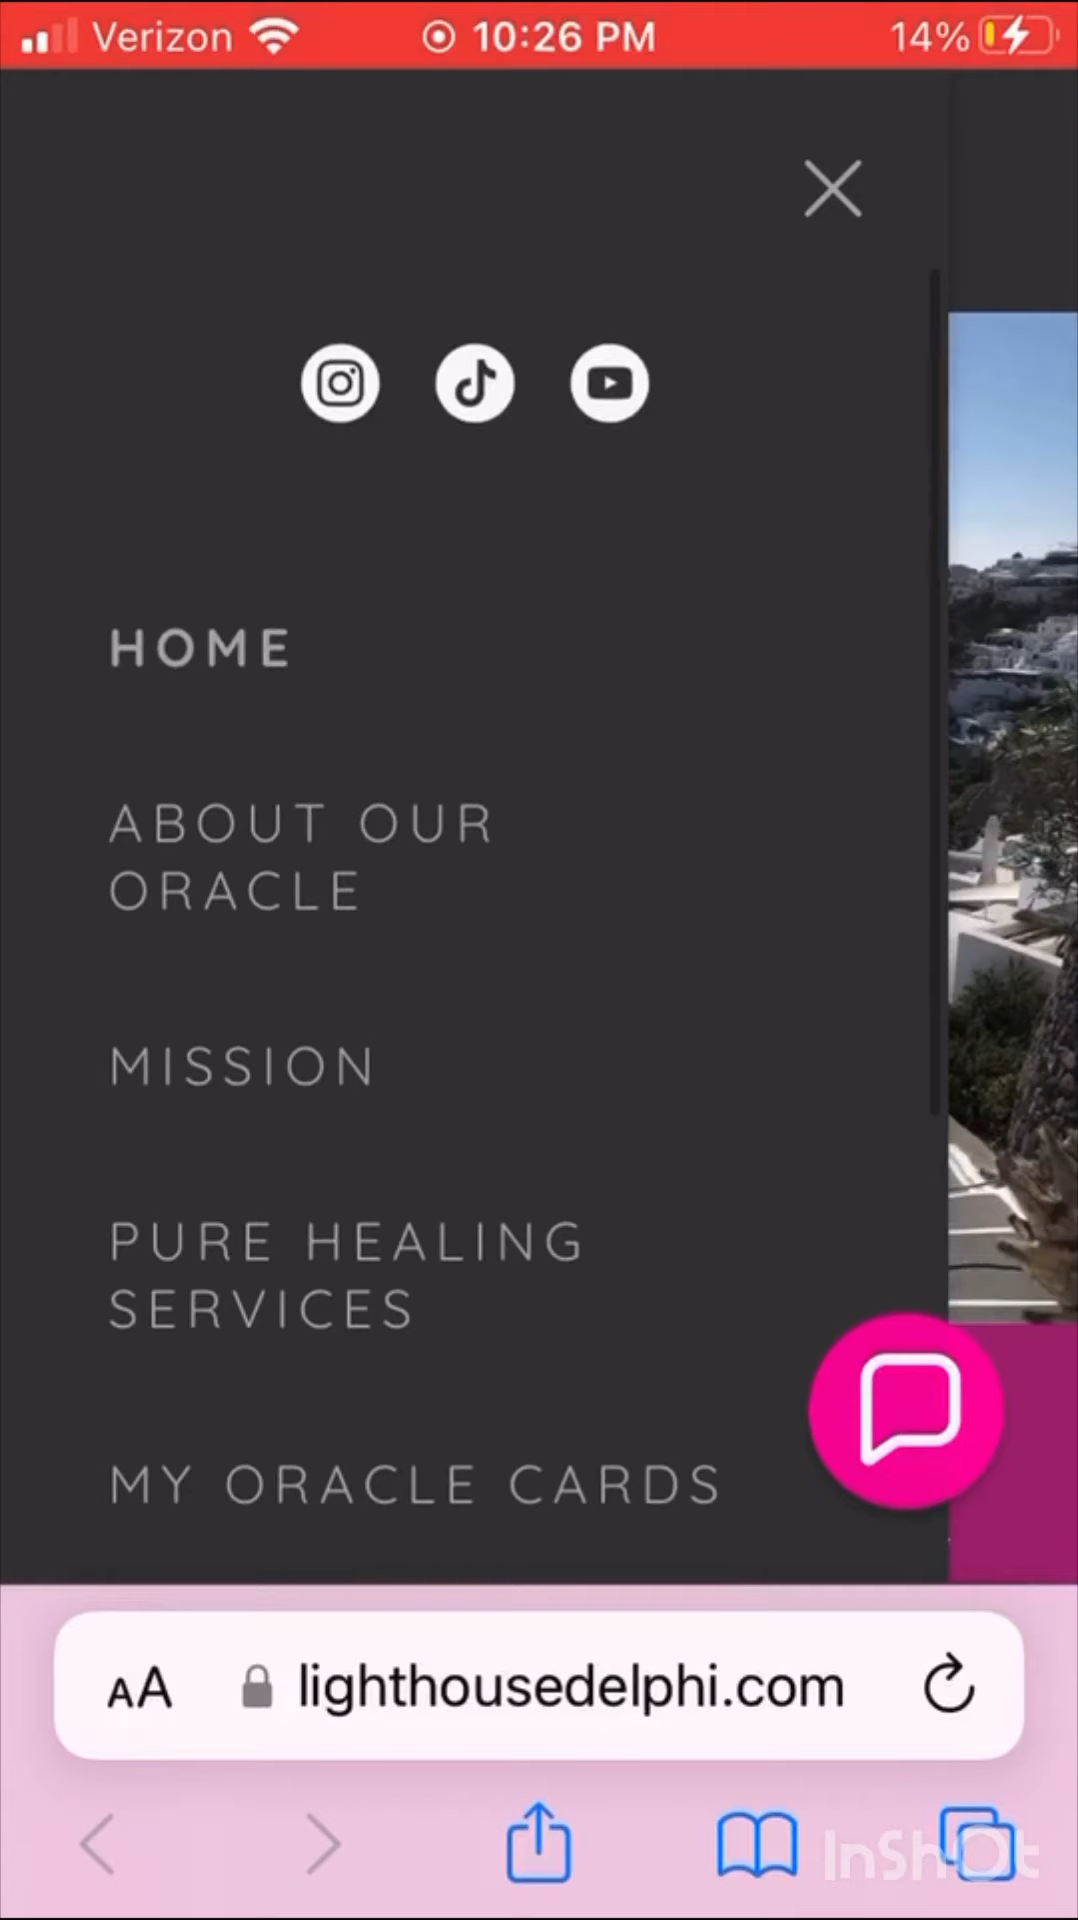 Verizon 10:26 PM 14%
HOME
ABOUT OUR
ORACLE
MISSION
PURE HEALING
SERVICES
MY ORACLE CARDS
AA lighthousedelphi.com
InShOt